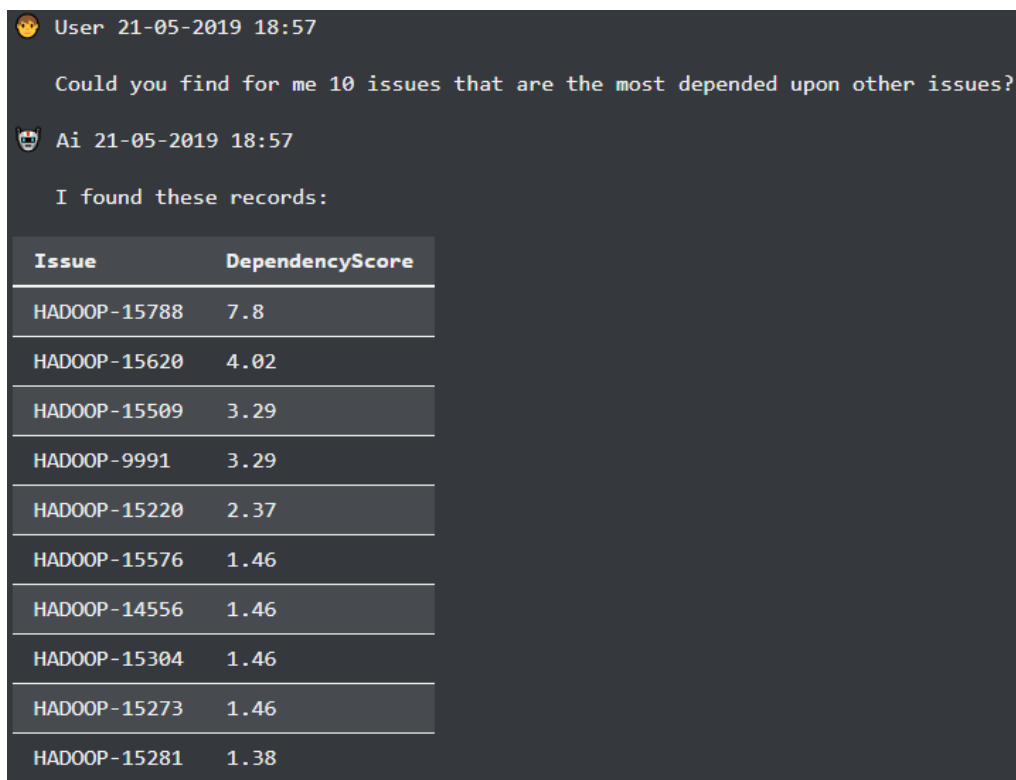 User 21-05-2019 18:57
Could you find for me 10 issues that are the most depended upon other issues?
Ai 21-05-2019 18:57
I found these records:
Issue DependencyScore
HADOOP-15788 7.8
HADOOP-15620 4.02
HADOOP-15509 3.29
HADOOP-9991 3.29
HADOOP-15220 2.37
HADOOP-15576 1.46
HADOOP-14556 1.46
HADOOP-15304 1.46
HADOOP-15273 1.46
HADOOP-15281 1.38